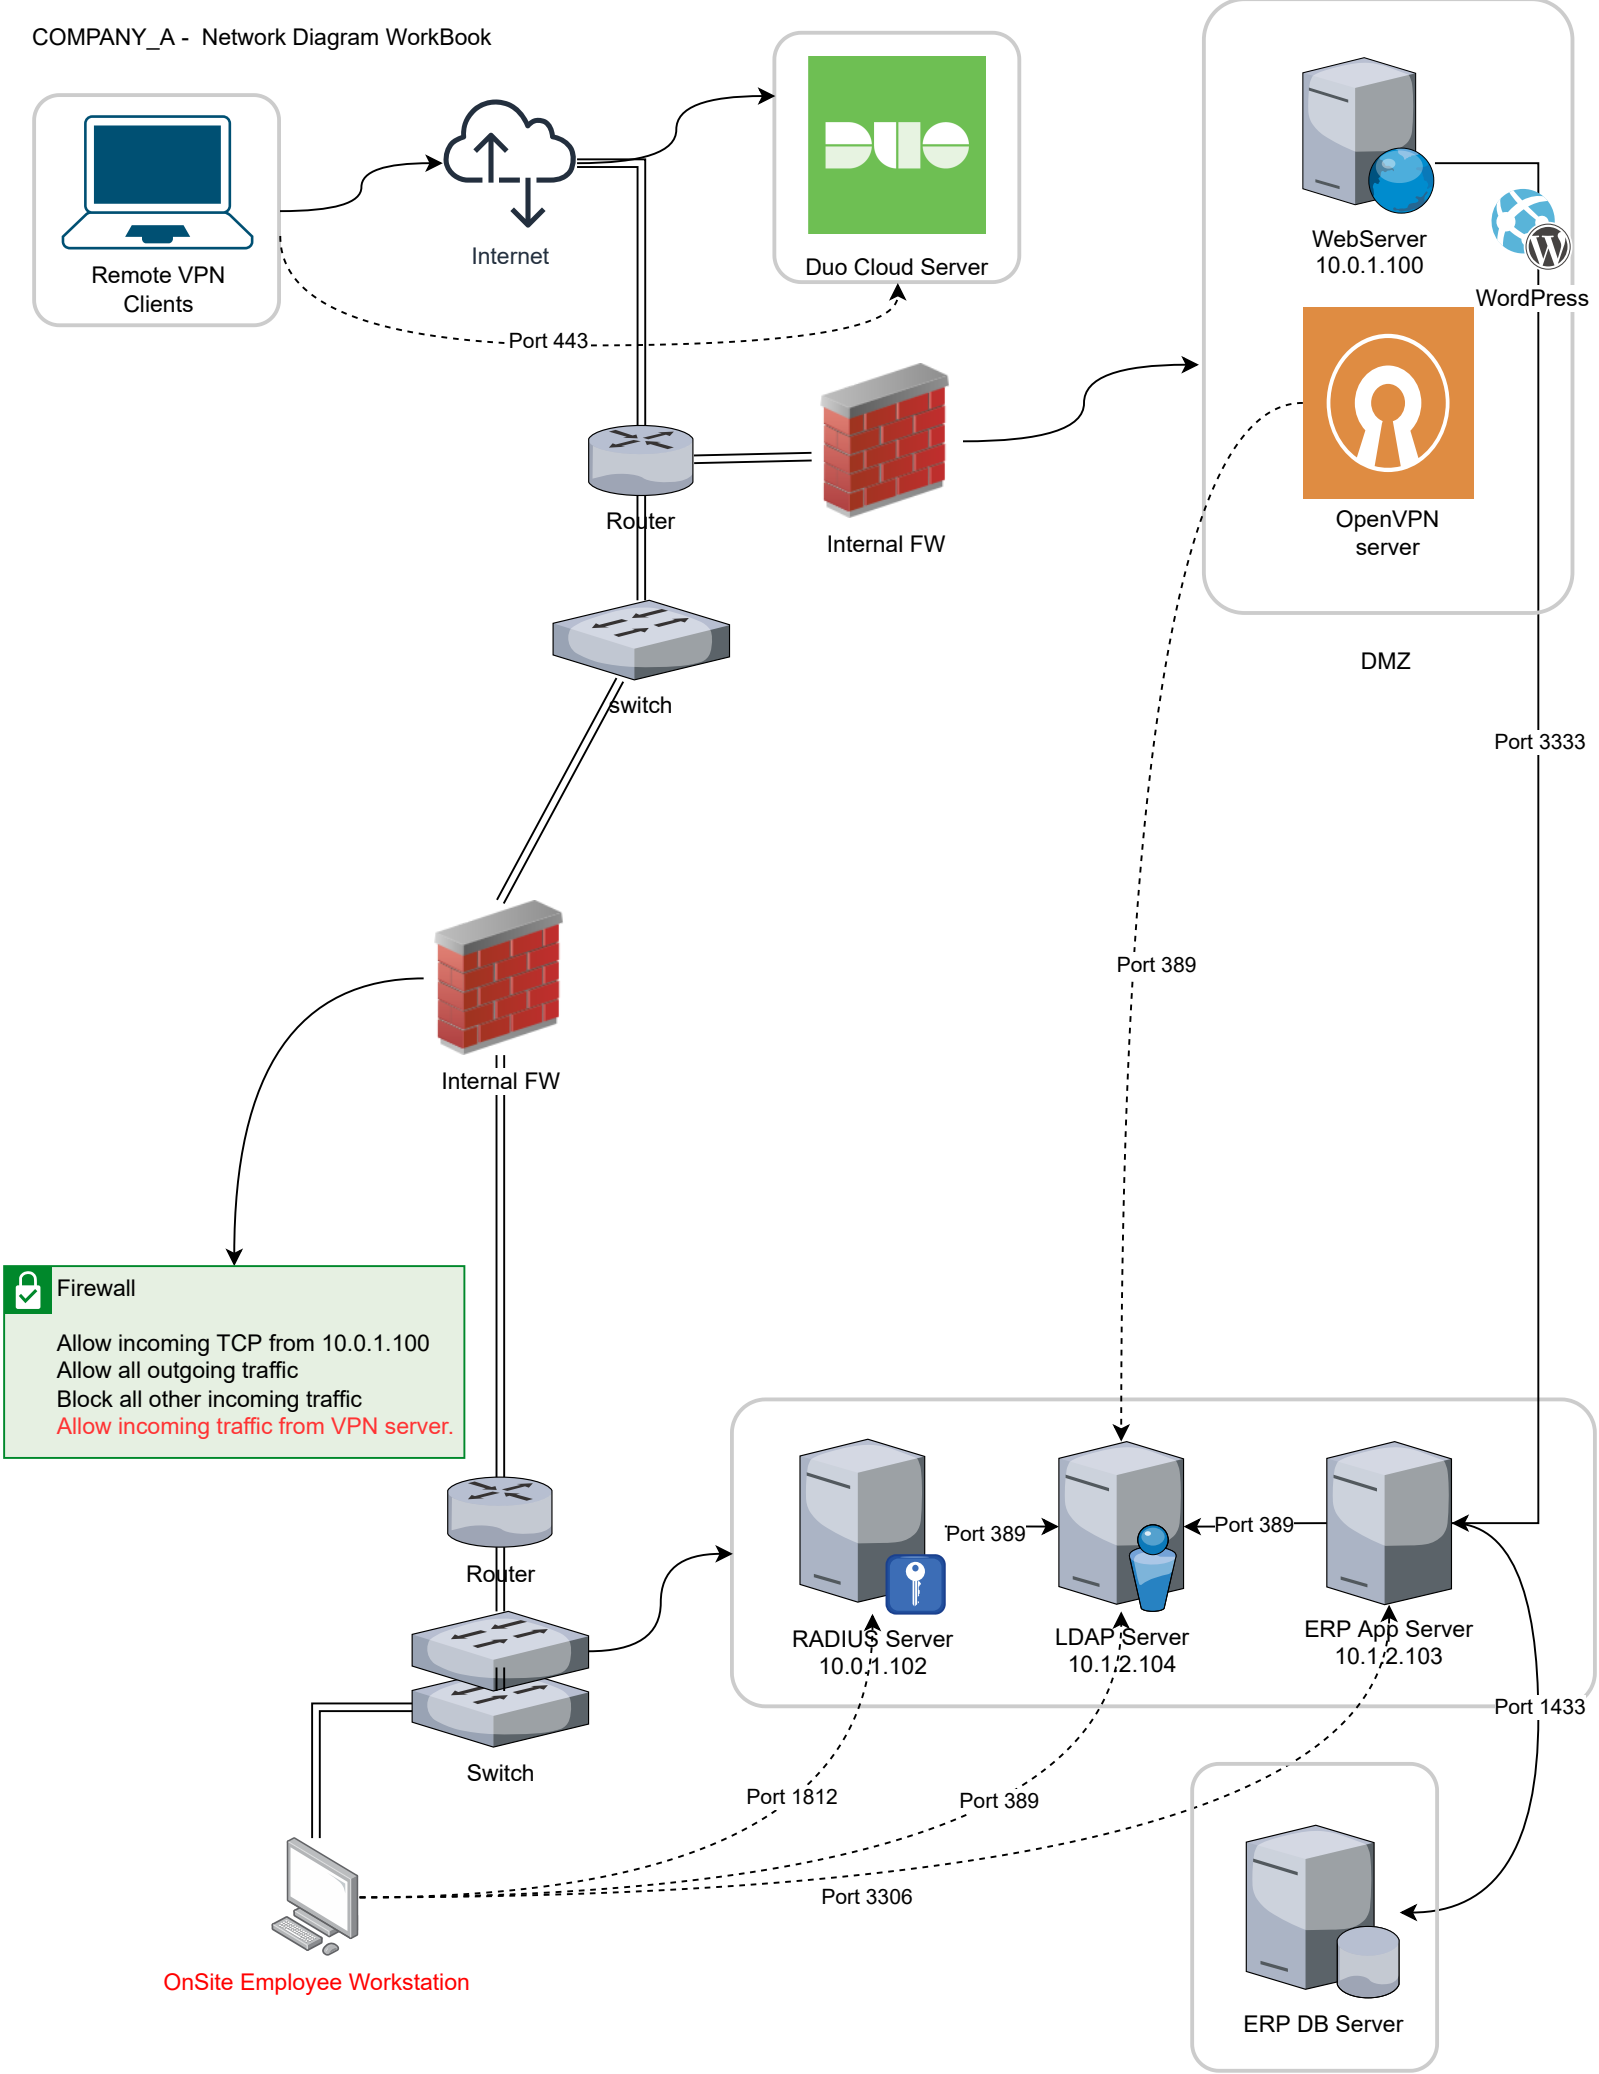 COMPANY_A -  Network Diagram WorkBook
Remote VPN
Clients
Internet
DUO
Duo Cloud Server
WebServer
10.0.1.100
W
WordPress
Port 443
OpenVPN
server
Router
Internal FW
DMZ
switch
Port 3333
Port 389
Internal FW
Firewall
Allow incoming TCP from 10.0.1.100
Allow all outgoing traffic
Block all other incoming traffic
Allow incoming traffic from VPN server.
Router
Port 389
Port 389
RADIUS Server
10.0.1.102
LDAP Server
10.1.2.104
ERP App Server
10.1.2.103
Port 1433
Switch
Port 1812
Port 389
Port 3306
OnSite Employee Workstation
ERP DB Server